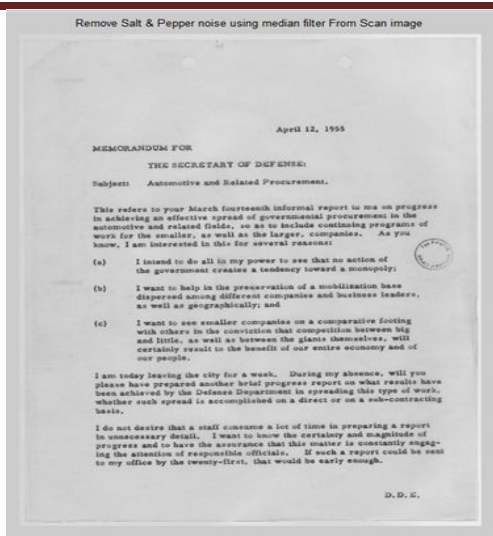 Remove Salt & Pepper noise using median filter From Scan image
April 12, 1955
MEMORANDUM FOR
THE SECRETARY OF DEFENSE:
Subject: Automotive and Related Procurement.
This refers to your March fourteenth informal report to me on progress
in achieving an effective spread of governmental procurement in the
automotive and related fields, so as to include continuing programs of
work for the smaller, as well as the larger, companies. As you
know, I am interested in this for several reasons:
(a) I intend to do all in my power to see that no action of
the government creates a tendency toward a monopoly;
(b) I want to help in the preservation of a mobilization base
dispersed among different companies and business leaders,
as well as geographically; and
(c) I want to see smaller companies on a comparative footing
with others in the conviction that competition between big
and little, as well as between the giants themselves, will
certainly result to the benefit of our entire economy and of
our people.
I am today leaving the city for a week. During my absence, will you
please have prepared another brief progress report on what results have
been achieved by the Defense Department in spreading this type of work,
whether such spread is accomplished on a direct or on a sub-contracting
basis.
I do not desire that a staff consume a lot of time in preparing a report
in unnecessary detail. I want to know the certainty and magnitude of
progress and to have the assurance that this matter is constantly engag-
ing the attention of responsible officials. If such a report could be sent
to my office by the twenty-first, that would be early enough.
D.D.E.